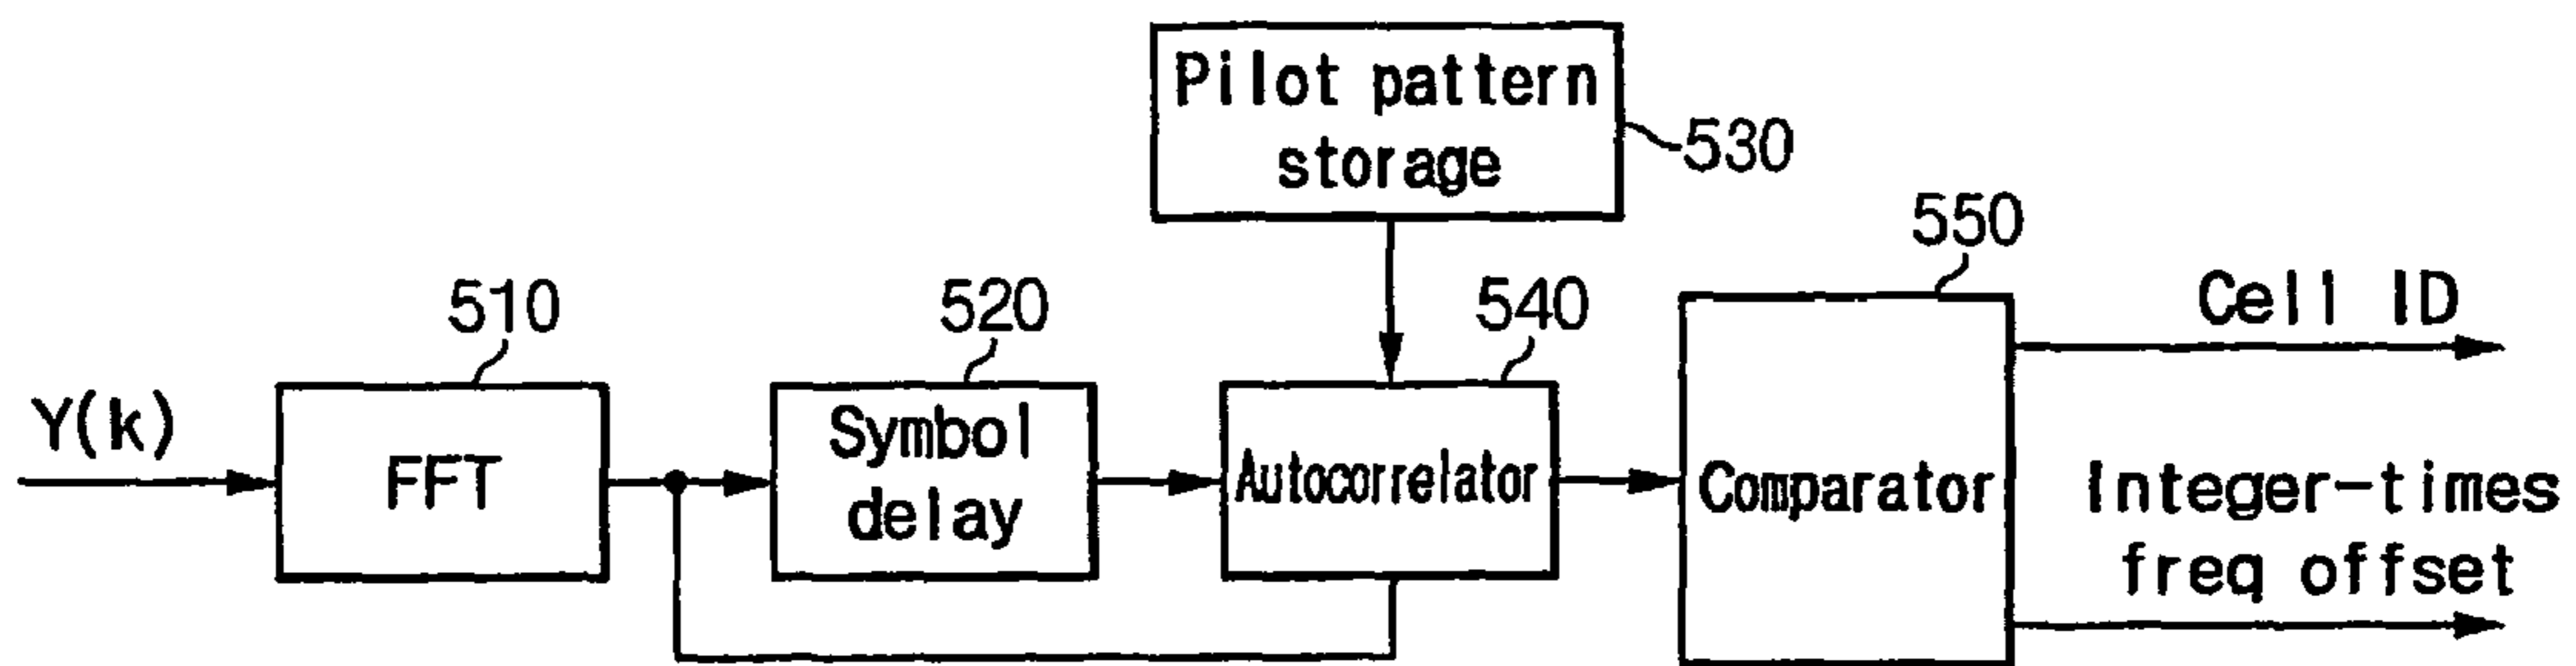 Pilot pattern
storage
530
550
510
520
540
Cell ID
Y(k)
FFT
Symbol
delay
Autocorrelator
Comparator
Integer-times
freq offset